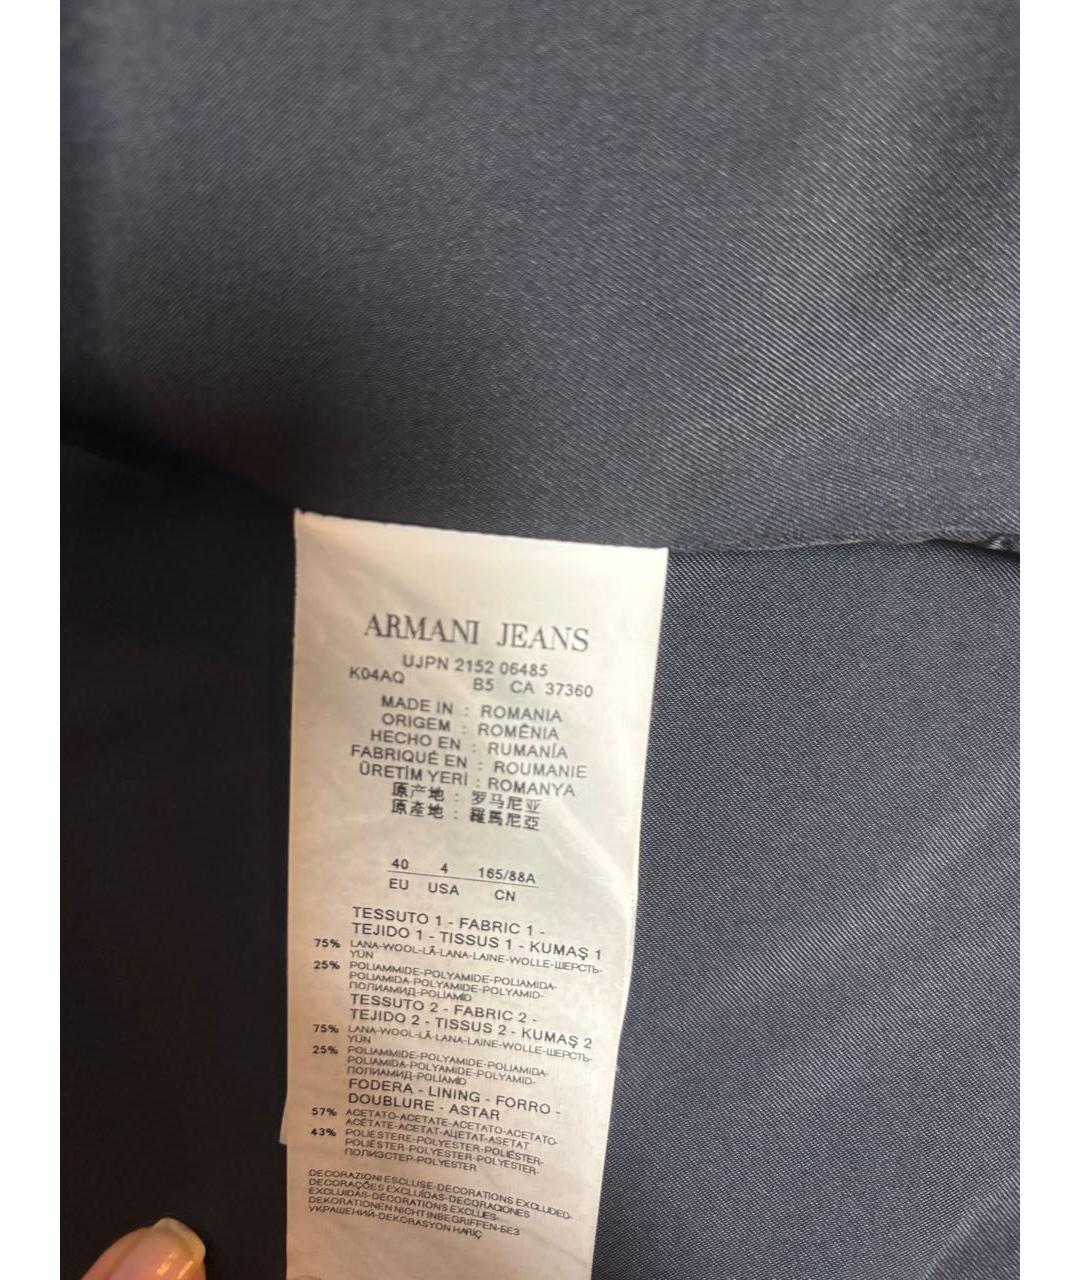 ARMANI JEANS
UJPN 2152 06485
K04AQ B5 CA 37360
MADE IN : ROMANIA
ORIGEM : ROMÊNIA
HECHO EN : RUMANÍA
FABRIQUÉ EN : ROUMANIE
ÜRETİM YERİ : ROMANYA
原产地 : 罗马尼亚
原產地 : 羅馬尼亞
40 4 165/88A
EU USA CN
TESSUTO 1 - FABRIC 1 -
TEJIDO 1 - TISSUS 1 - KUMAŞ 1
75% LANA-WOOL-LÃ-LANA-LAINE-WOLLE-ШЕРСТЬ-
YÜN
25% POLIAMMIDE-POLYAMIDE-POLIAMIDA-
POLIAMIDA-POLYAMIDE-POLYAMID-
ПОЛИАМИД-POLİAMİD
TESSUTO 2 - FABRIC 2 -
TEJIDO 2 - TISSUS 2 - KUMAŞ 2
75% LANA-WOOL-LÃ-LANA-LAINE-WOLLE-ШЕРСТЬ-
YÜN
25% POLIAMMIDE-POLYAMIDE-POLIAMIDA-
POLIAMIDA-POLYAMIDE-POLYAMID-
ПОЛИАМИД-POLİAMİD
FODERA - LINING - FORRO -
DOUBLURE - ASTAR
57% ACETATO-ACETATE-ACETATO-ACETATO-
ACÉTATE-ACETAT-АЦЕТАТ-ASETAT
43% POLIESTERE-POLYESTER-POLIÉSTER-
POLIÉSTER-POLYESTER-POLYESTER-
ПОЛИЭСТЕР-POLYESTER
DECORAZIONI ESCLUSE-DECORATIONS EXCLUDED-
DECORAÇÕES EXCLUÍDAS-DECORACIONES
EXCLUIDAS-DÉCORATIONS EXCLUES-
DEKORATIONEN NICHT INBEGRIFFEN-БЕЗ
УКРАШЕНИЙ-DEKORASYON HARİÇ